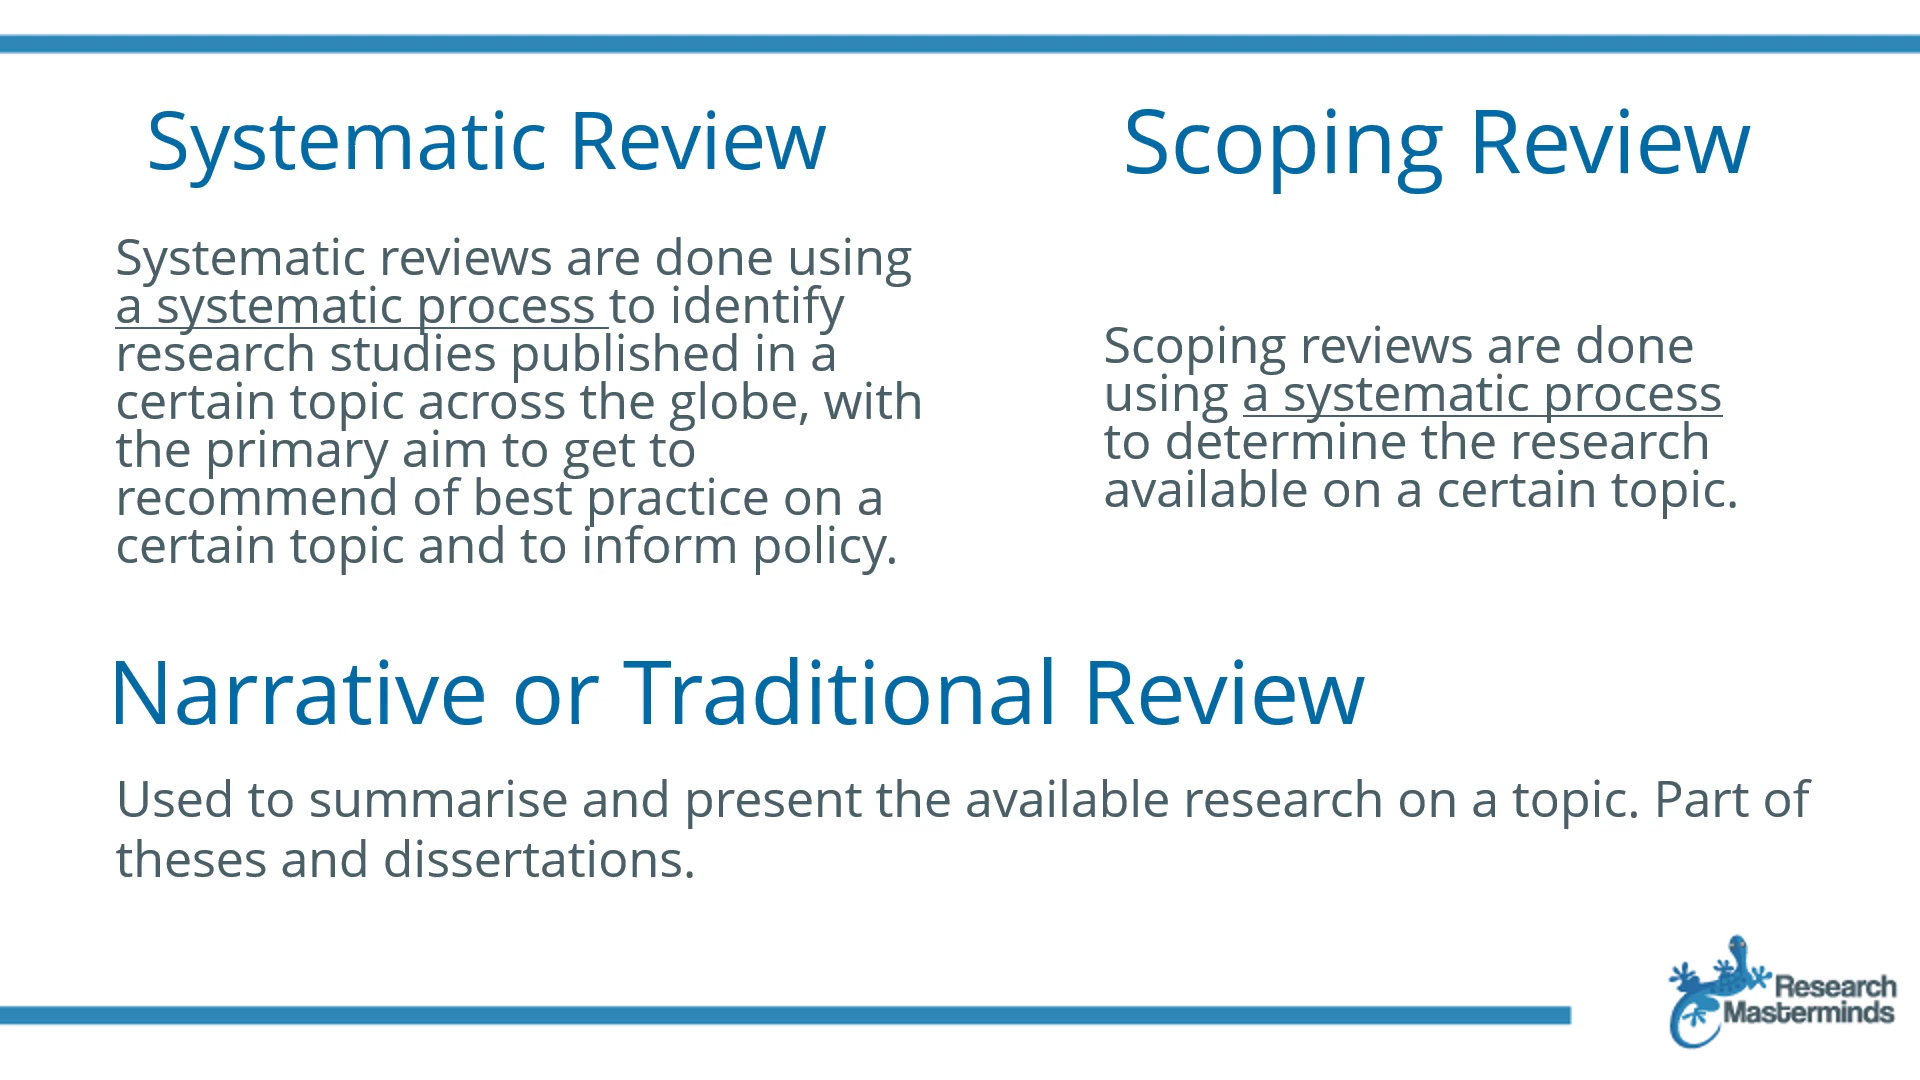 Systematic Review
Systematic reviews are done using
a systematic process to identify
research studies published in a
certain topic across the globe, with
the primary aim to get to
recommend of best practice on a
certain topic and to inform policy.
Scoping Review
Scoping reviews are done
using a systematic process
to determine the research
available on a certain topic.
Narrative or Traditional Review
Used to summarise and present the available research on a topic. Part of
theses and dissertations.
Research
Masterminds